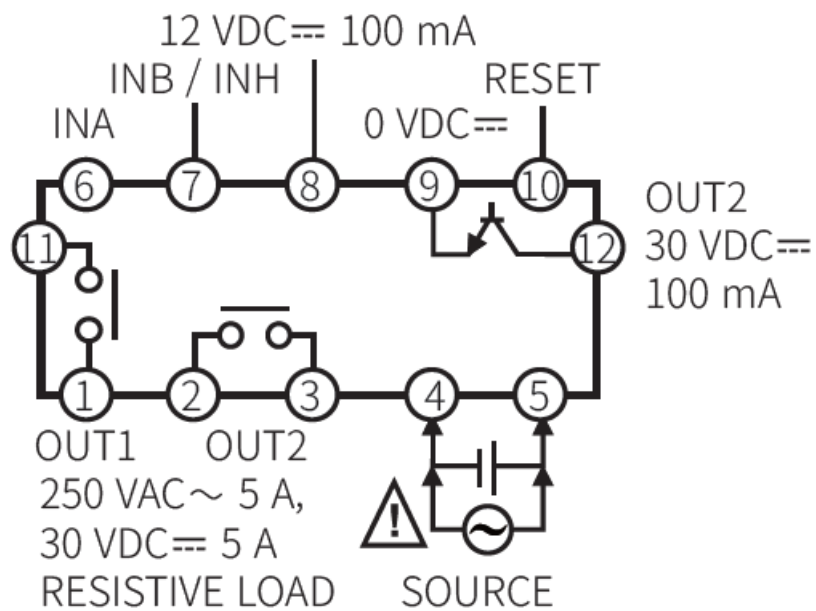 12 VDC⎓ 100 mA
INB / INH
RESET
INA
0 VDC⎓
6
7
8
9
10
OUT2
11
12
30 VDC⎓
100 mA
1
2
3
4
5
OUT1
OUT2
250 VAC～ 5 A,
!
30 VDC⎓ 5 A
RESISTIVE LOAD
SOURCE